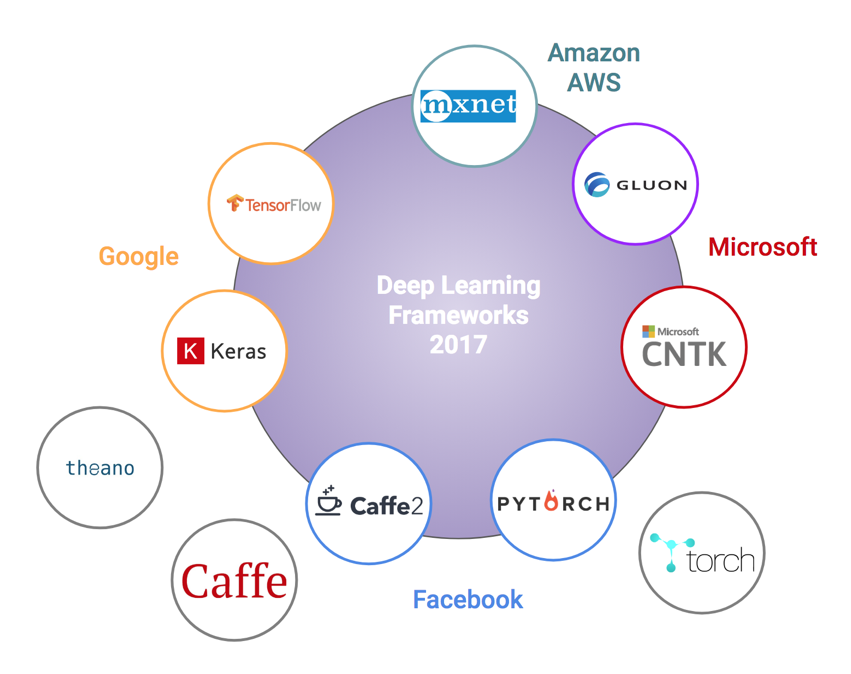 Amazon
AWS
mxnet
GLUON
TensorFlow
Google
Microsoft
Deep Learning
Frameworks
2017
Keras
Microsoft
CNTK
theano
Caffe2
PYTORCH
torch
Caffe
Facebook